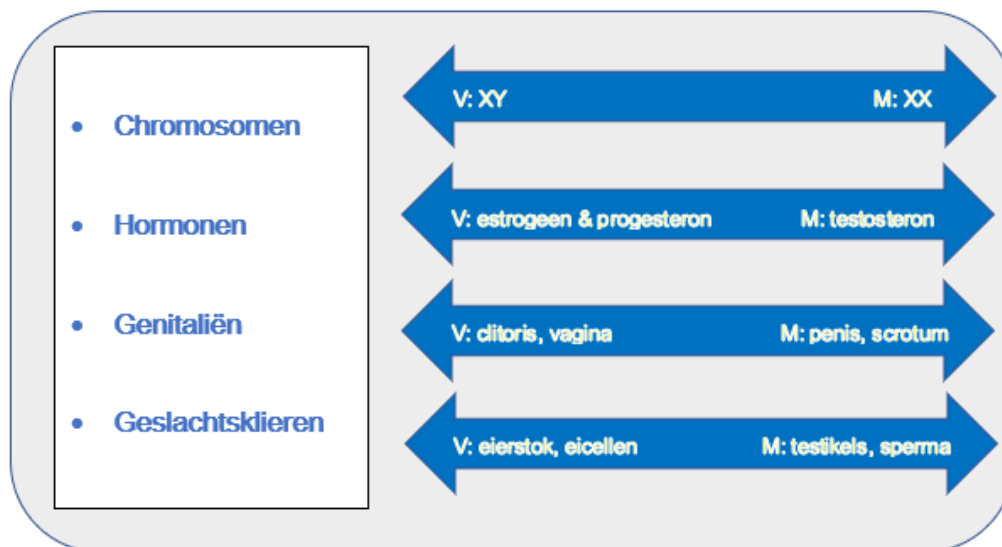 Chromosomen
V: XY
M: XX
Hormonen
V: estrogeen & progesteron
M: testosteron
Genitaliën
V: clitoris, vagina
M: penis, scrotum
Geslachtsklieren
V: eierstok, eicellen
M: testikels, sperma